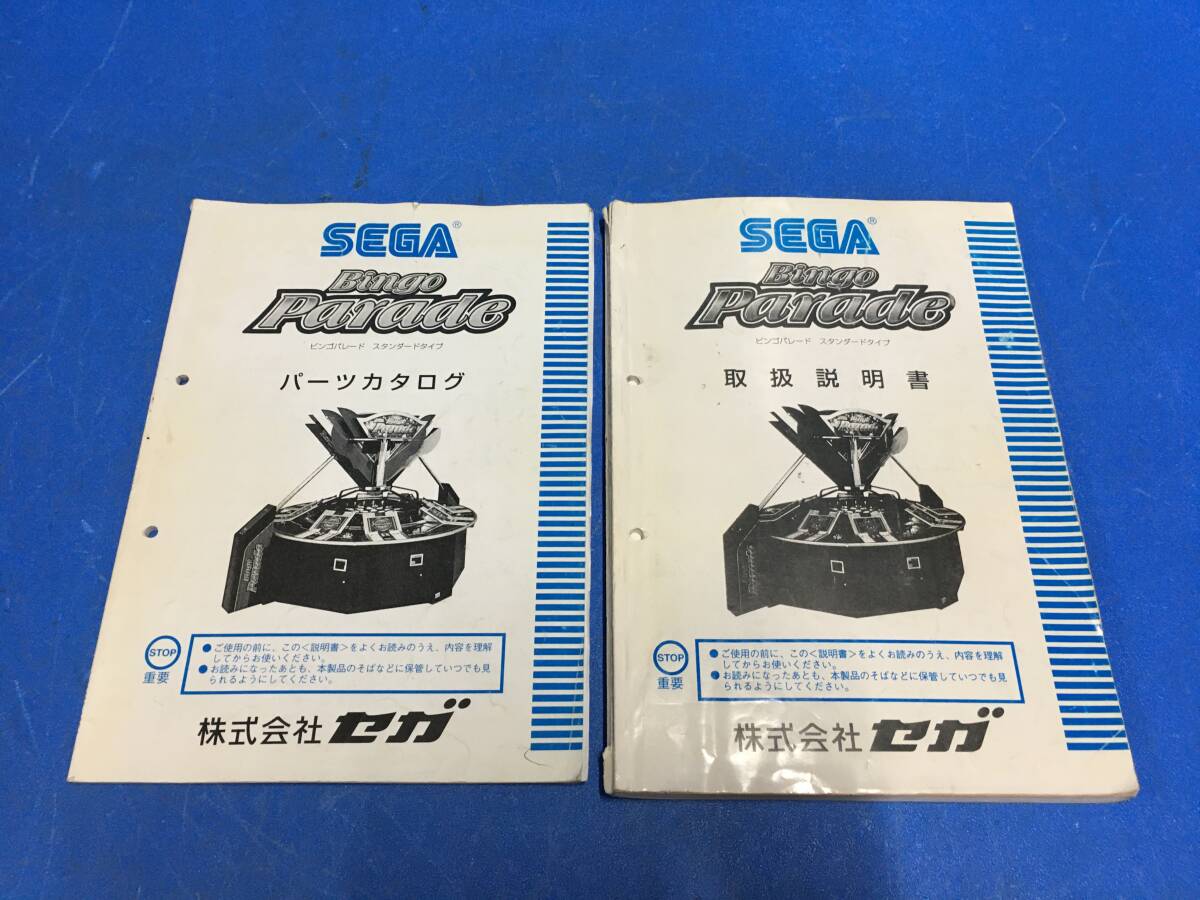 SEGA®
Bingo
Parade
ビンゴパレード スタンダードタイプ
パーツカタログ
Bingo
Parade
STOP
重要
●ご使用の前に、この<説明書>をよくお読みのうえ、内容を理解
してからお使いください。
●お読みになったあとも、本製品のそばなどに保管していつでも見
られるようにしてください。
株式会社 セガ
SEGA®
Bingo
Parade
ビンゴパレード スタンダードタイプ
取扱説明書
STOP
重要
●ご使用の前に、この<説明書>をよくお読みのうえ、内容を理解
してからお使いください。
●お読みになったあとも、本製品のそばなどに保管していつでも見
られるようにしてください。
株式会社 セガ